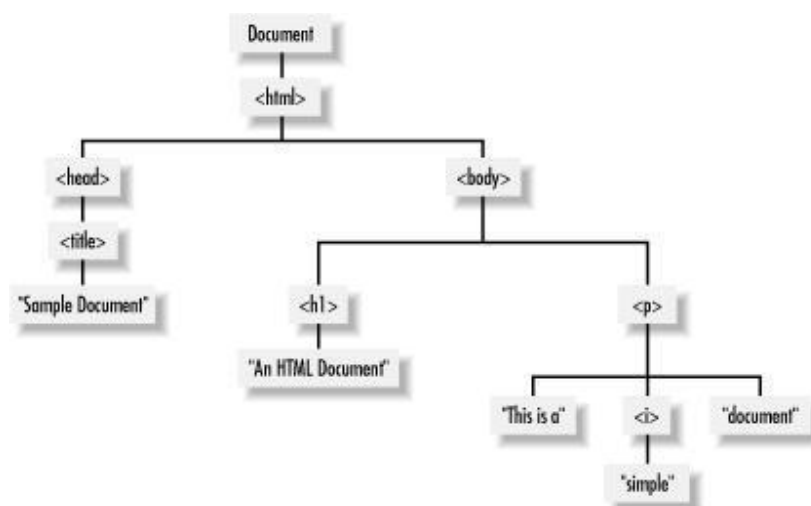 Document
<html>
<head>
<body>
<title>
"Sample Document"
<h1>
<p>
"An HTML Document"
"This is a"
<i>
"document"
"simple"